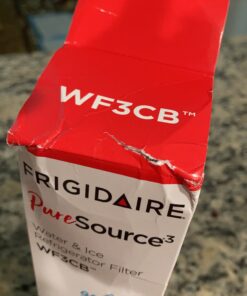 WF3CB™
FRIGIDAIRE
PureSource³
Water & Ice
Refrigerator Filter
WF3CB™